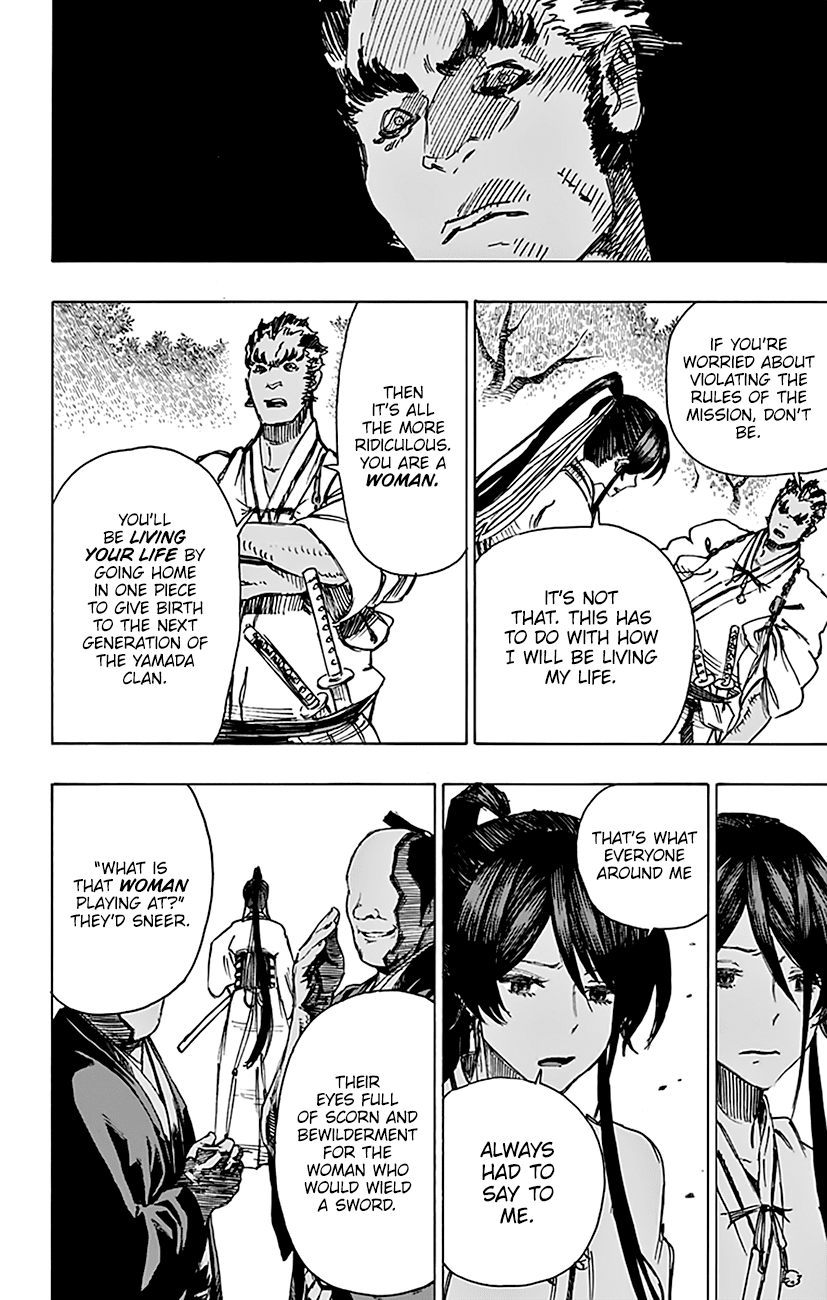 IF YOU'RE
WORRIED ABOUT
VIOLATING THE
RULES OF THE
MISSION, DON'T
BE.
IT'S NOT
THAT. THIS HAS
TO DO WITH HOW
I WILL BE LIVING
MY LIFE.
THEN
IT'S ALL
THE MORE
RIDICULOUS.
YOU ARE A
WOMAN.
YOU'LL
BE LIVING
YOUR LIFE BY
GOING HOME
IN ONE PIECE
TO GIVE BIRTH
TO THE NEXT
GENERATION OF
THE YAMADA
CLAN.
THAT'S WHAT
EVERYONE
AROUND ME
ALWAYS
HAD TO
SAY TO
ME.
"WHAT IS
THAT WOMAN
PLAYING AT?"
THEY'D SNEER.
THEIR
EYES FULL
OF SCORN AND
BEWILDERMENT
FOR THE
WOMAN WHO
WOULD WIELD
A SWORD.